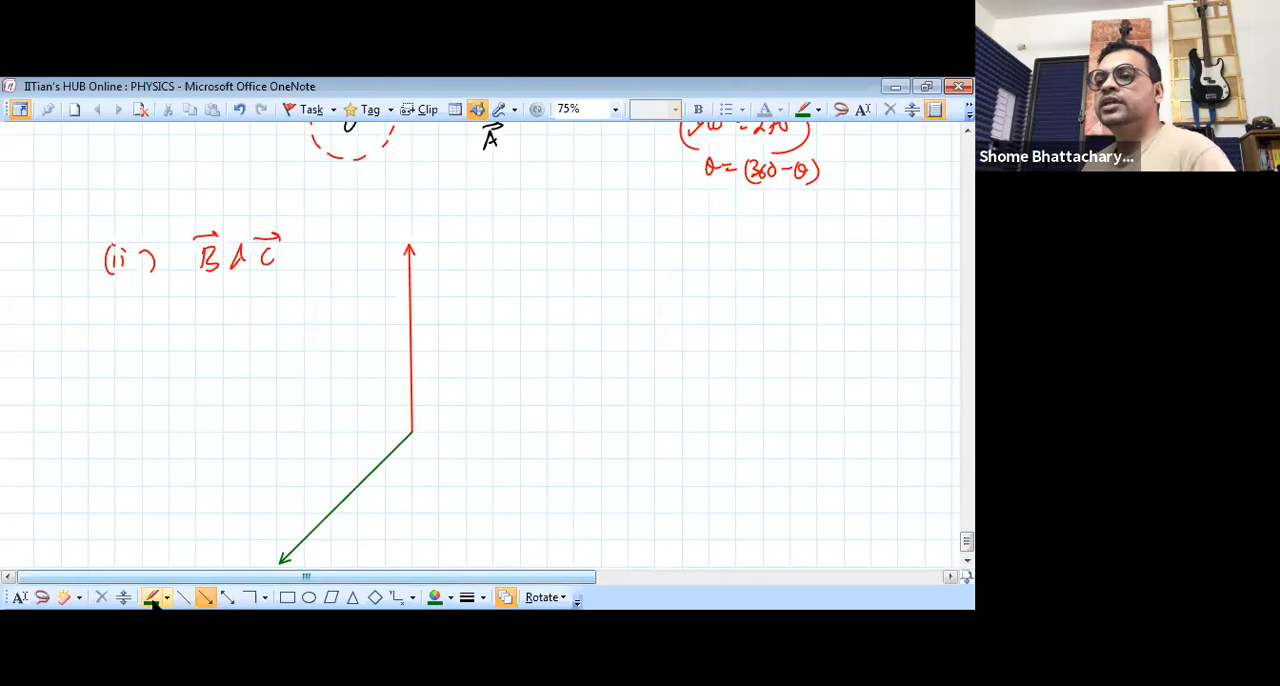 IITian's HUB Online : PHYSICS - Microsoft Office OneNote
Task Tag Clip 75% B A A
A
θ = (360 - θ)
Shome Bhattachary...
(ii) B & C
A Rotate